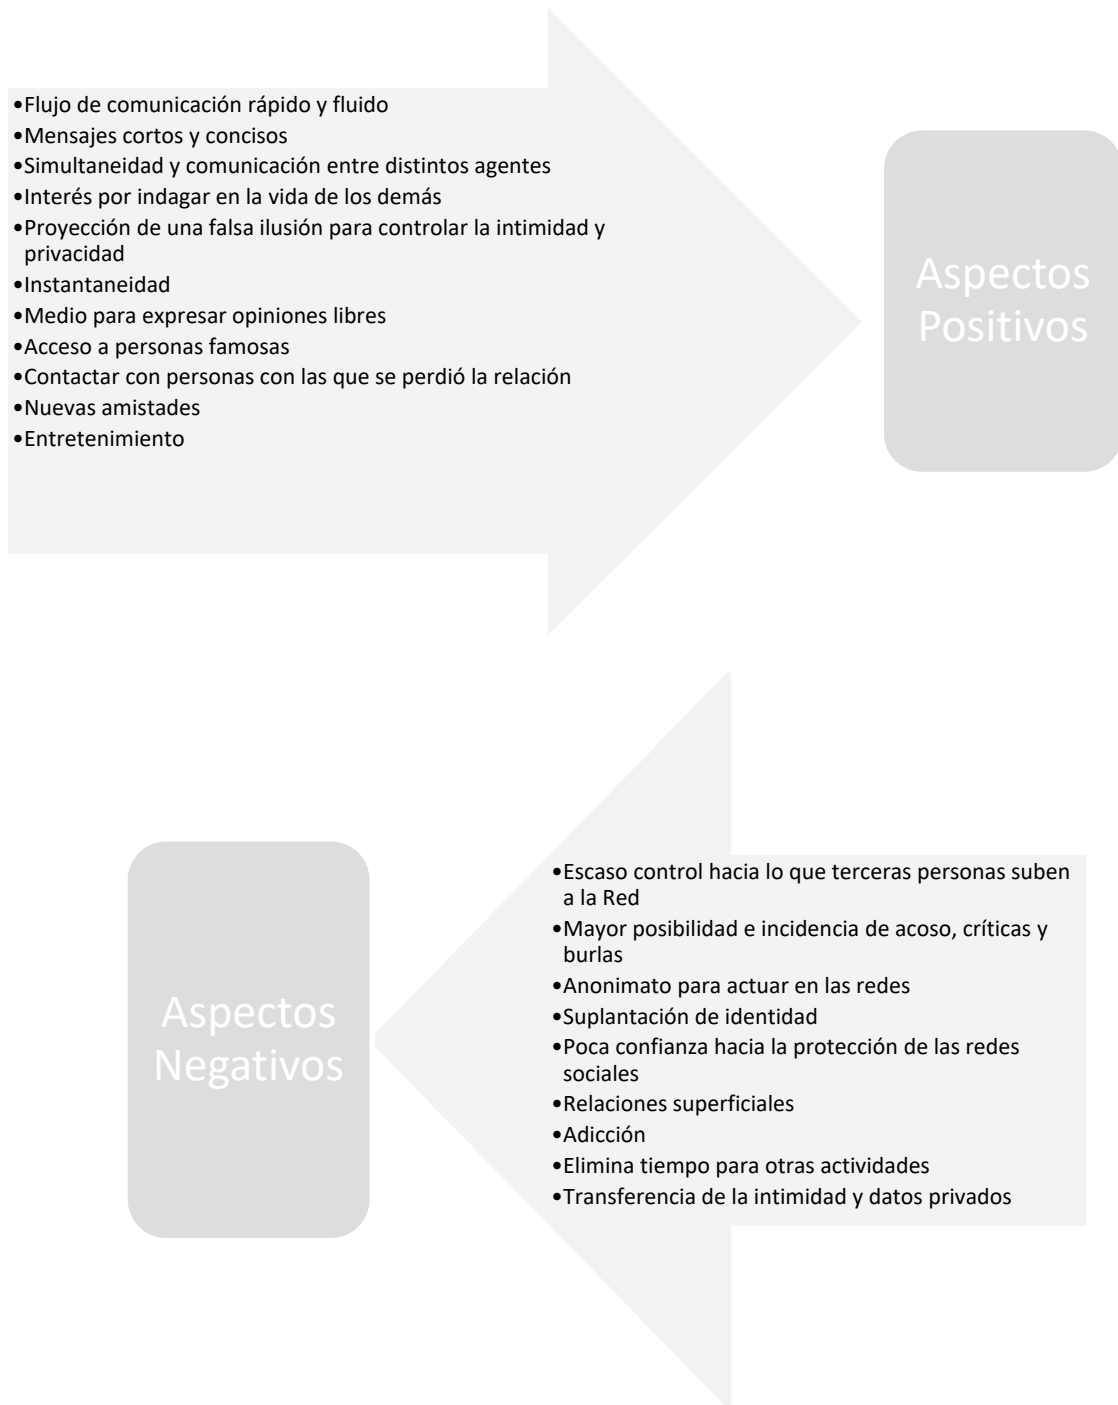 •Flujo de comunicación rápido y fluido
•Mensajes cortos y concisos
•Simultaneidad y comunicación entre distintos agentes
•Interés por indagar en la vida de los demás
•Proyección de una falsa ilusión para controlar la intimidad y
privacidad
•Instantaneidad
•Medio para expresar opiniones libres
•Acceso a personas famosas
•Contactar con personas con las que se perdió la relación
•Nuevas amistades
•Entretenimiento
Aspectos
Positivos
Aspectos
Negativos
•Escaso control hacia lo que terceras personas suben
a la Red
•Mayor posibilidad e incidencia de acoso, críticas y
burlas
•Anonimato para actuar en las redes
•Suplantación de identidad
•Poca confianza hacia la protección de las redes
sociales
•Relaciones superficiales
•Adicción
•Elimina tiempo para otras actividades
•Transferencia de la intimidad y datos privados